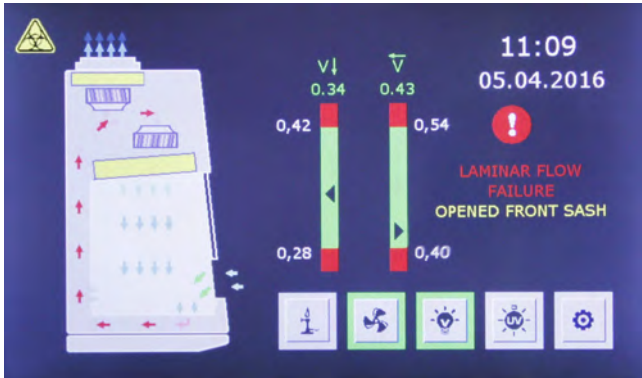 11:09
05.04.2016
V↓
0.34
0,42
0,28
V̅
0.43
0,54
0,40
!
LAMINAR FLOW
FAILURE
OPENED FRONT SASH
UV